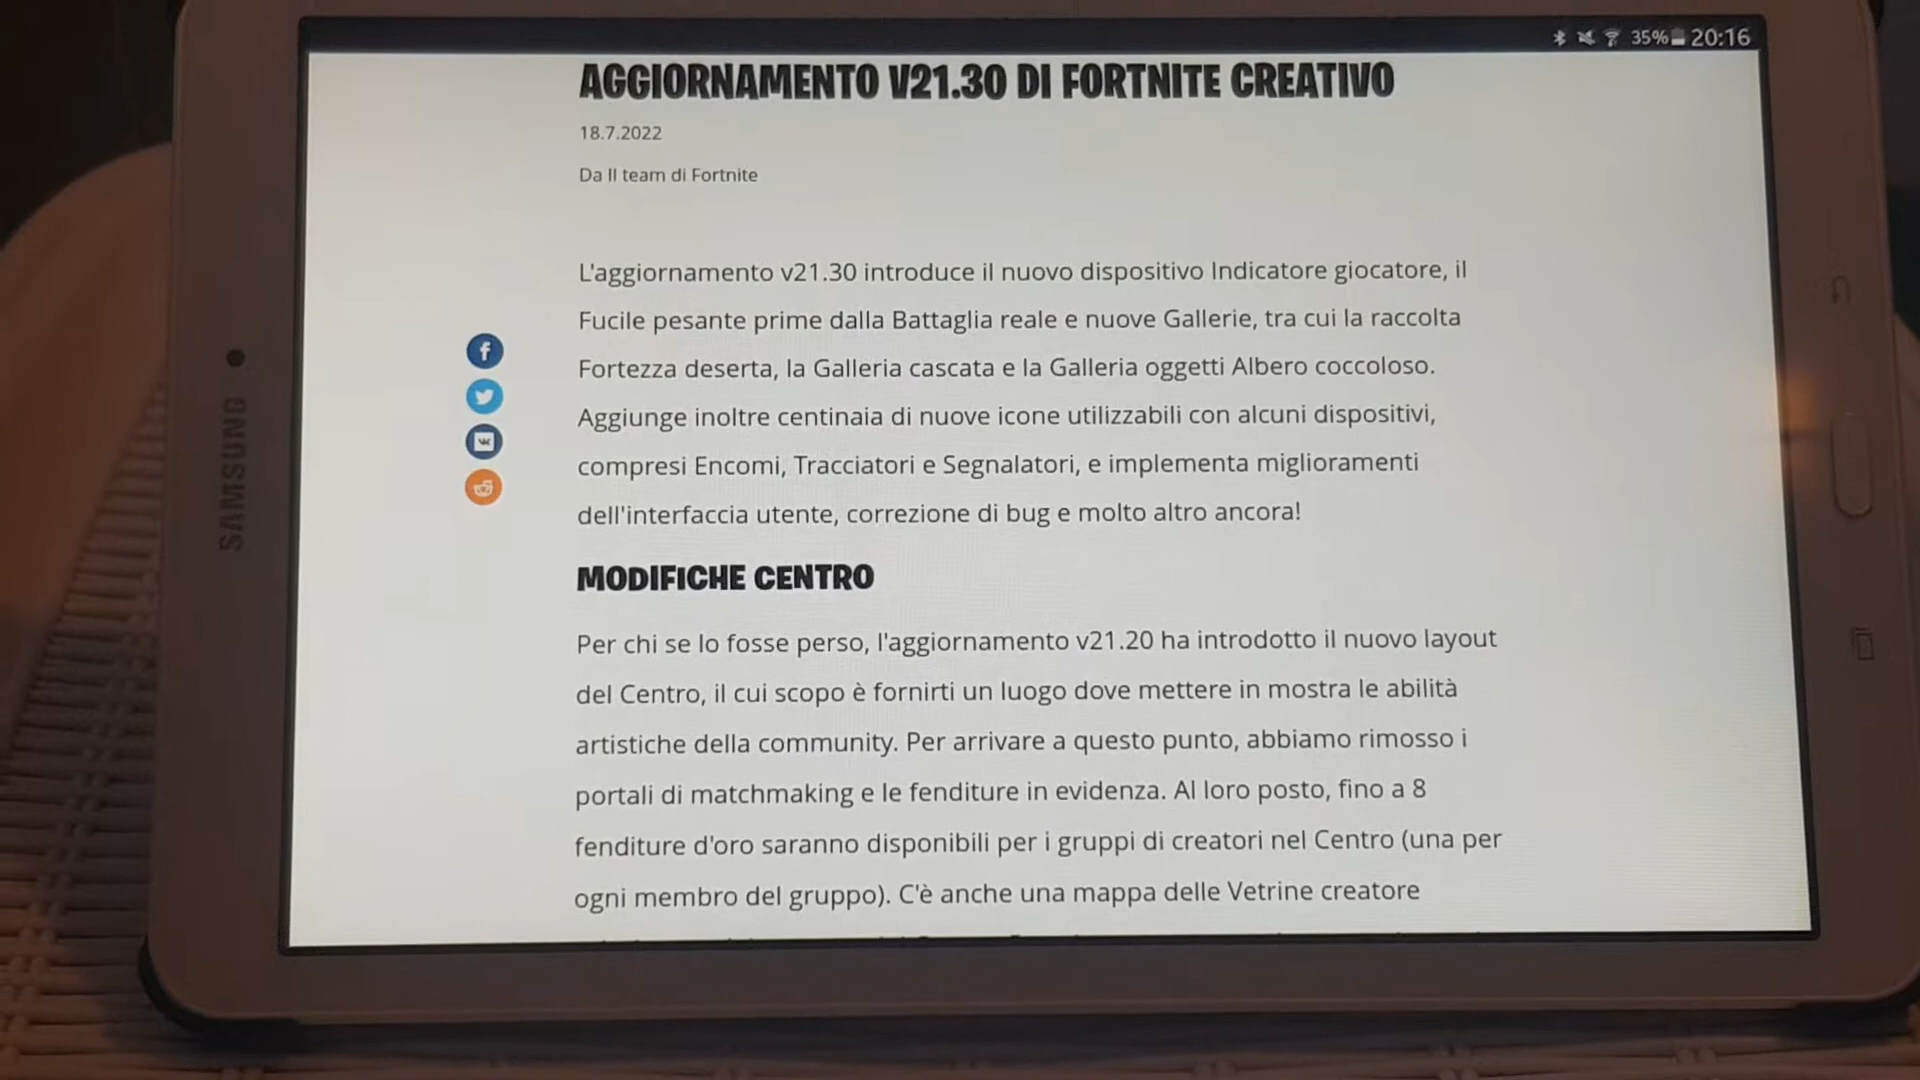 35% 20:16
AGGIORNAMENTO V21.30 DI FORTNITE CREATIVO
18.7.2022
Da Il team di Fortnite
L'aggiornamento v21.30 introduce il nuovo dispositivo Indicatore giocatore, il
Fucile pesante prime dalla Battaglia reale e nuove Gallerie, tra cui la raccolta
Fortezza deserta, la Galleria cascata e la Galleria oggetti Albero coccoloso.
Aggiunge inoltre centinaia di nuove icone utilizzabili con alcuni dispositivi,
compresi Encomi, Tracciatori e Segnalatori, e implementa miglioramenti
dell'interfaccia utente, correzione di bug e molto altro ancora!
MODIFICHE CENTRO
Per chi se lo fosse perso, l'aggiornamento v21.20 ha introdotto il nuovo layout
del Centro, il cui scopo è fornirti un luogo dove mettere in mostra le abilità
artistiche della community. Per arrivare a questo punto, abbiamo rimosso i
portali di matchmaking e le fenditure in evidenza. Al loro posto, fino a 8
fenditure d'oro saranno disponibili per i gruppi di creatori nel Centro (una per
ogni membro del gruppo). C'è anche una mappa delle Vetrine creatore
SAMSUNG